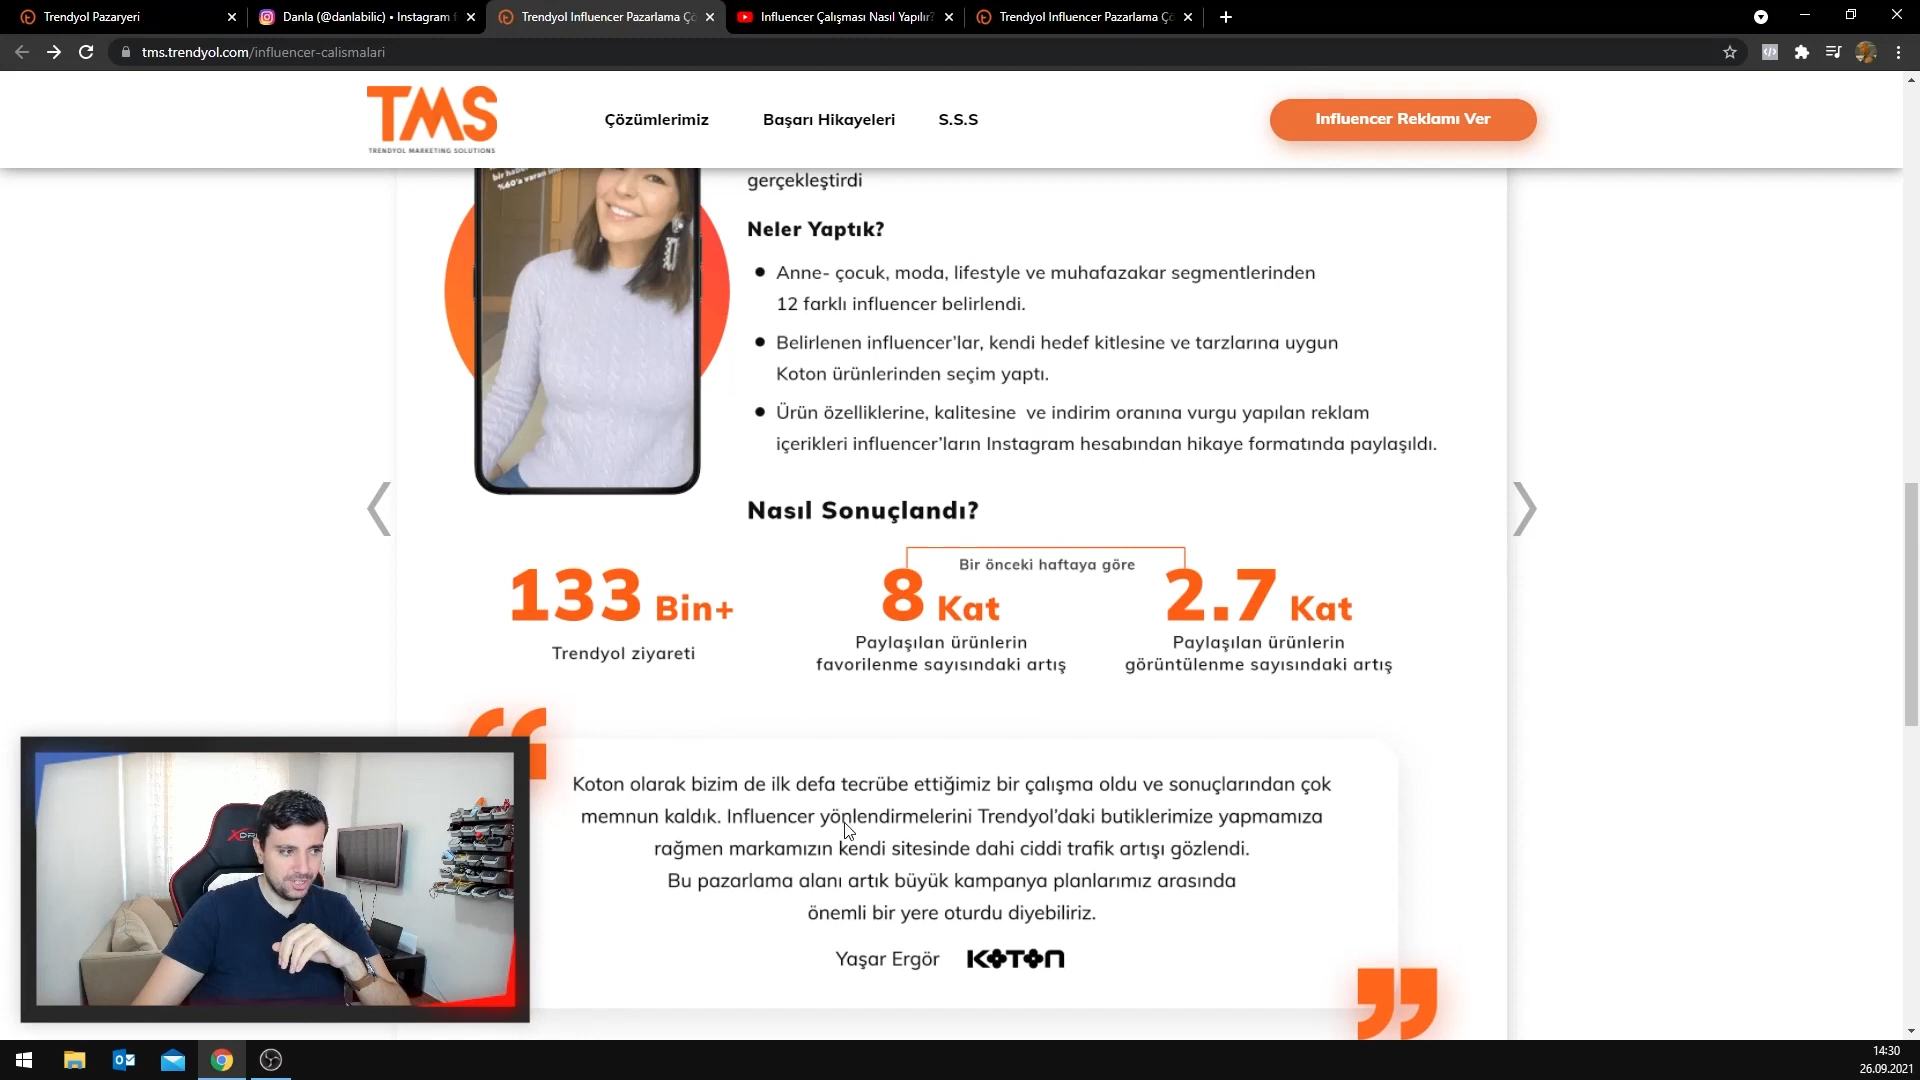 Trendyol Pazaryeri
Danla (@danlabilic) • Instagram f
Trendyol Influencer Pazarlama Ç
Influencer Çalışması Nasıl Yapılır?
Trendyol Influencer Pazarlama Ç
tms.trendyol.com/influencer-calismalari
TMS
TRENDYOL MARKETING SOLUTIONS
Çözümlerimiz
Başarı Hikayeleri
S.S.S
Influencer Reklamı Ver
bir
%60'a varan
gerçekleştirdi
Neler Yaptık?
Anne- çocuk, moda, lifestyle ve muhafazakar segmentlerinden
12 farklı influencer belirlendi.
Belirlenen influencer'lar, kendi hedef kitlesine ve tarzlarına uygun
Koton ürünlerinden seçim yaptı.
Ürün özelliklerine, kalitesine ve indirim oranına vurgu yapılan reklam
içerikleri influencer'ların Instagram hesabından hikaye formatında paylaşıldı.
Nasıl Sonuçlandı?
Bir önceki haftaya göre
133 Bin+
8 Kat
2.7 Kat
Trendyol ziyareti
Paylaşılan ürünlerin
favorilenme sayısındaki artış
Paylaşılan ürünlerin
görüntülenme sayısındaki artış
Koton olarak bizim de ilk defa tecrübe ettiğimiz bir çalışma oldu ve sonuçlarından çok
memnun kaldık. Influencer yönlendirmelerini Trendyol'daki butiklerimize yapmamıza
rağmen markamızın kendi sitesinde dahi ciddi trafik artışı gözlendi.
Bu pazarlama alanı artık büyük kampanya planlarımız arasında
önemli bir yere oturdu diyebiliriz.
Yaşar Ergör
KOTON
14:30
26.09.2021